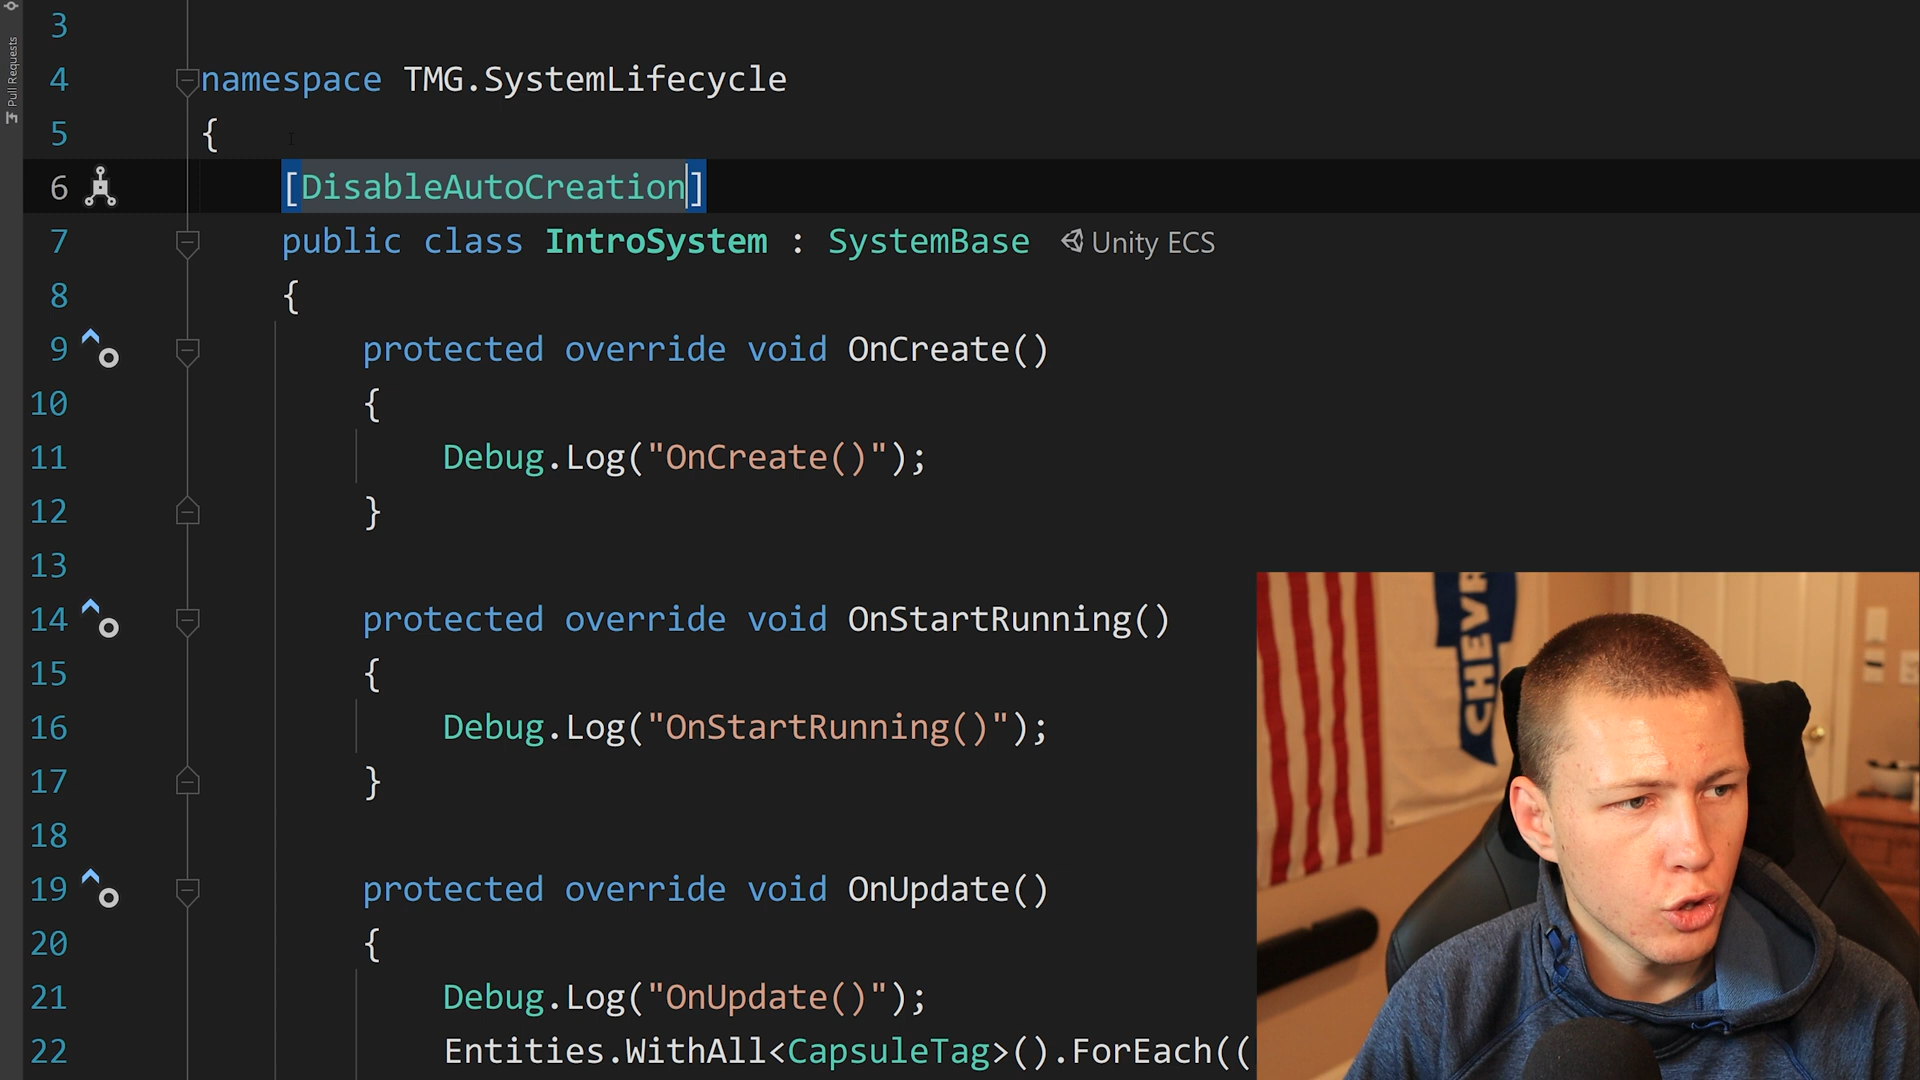 Pull Requests
3
4 namespace TMG.SystemLifecycle
5 {
6 [DisableAutoCreation]
7 public class IntroSystem : SystemBase Unity ECS
8 {
9 protected override void OnCreate()
10 {
11 Debug.Log("OnCreate()");
12 }
13
14 protected override void OnStartRunning()
15 {
16 Debug.Log("OnStartRunning()");
17 }
18
19 protected override void OnUpdate()
20 {
21 Debug.Log("OnUpdate()");
22 Entities.WithAll<CapsuleTag>().ForEach((
CHEVR